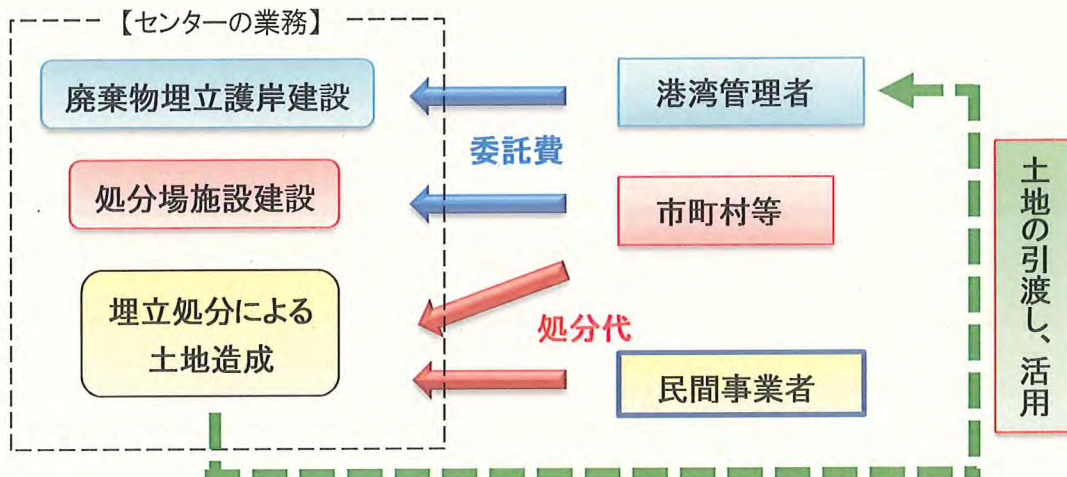 【センターの業務】
廃棄物埋立護岸建設
港湾管理者
委託費
処分場施設建設
市町村等
埋立処分による
土地造成
処分代
民間事業者
土地の引渡し、活用